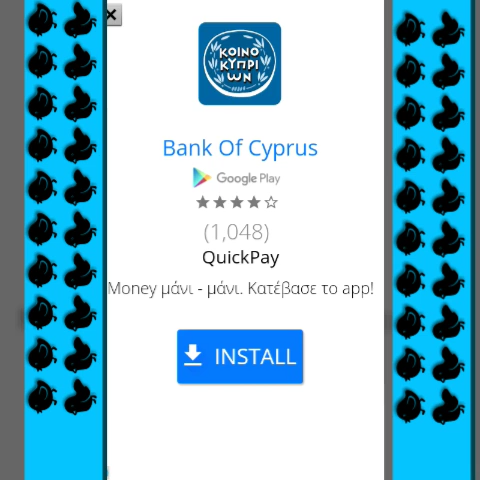 ΚΟΙΝΟ
ΚΥΠΡΙ
ΩΝ
Bank Of Cyprus
Google Play
(1,048)
QuickPay
Money μάνι - μάνι. Κατέβασε το app!
INSTALL